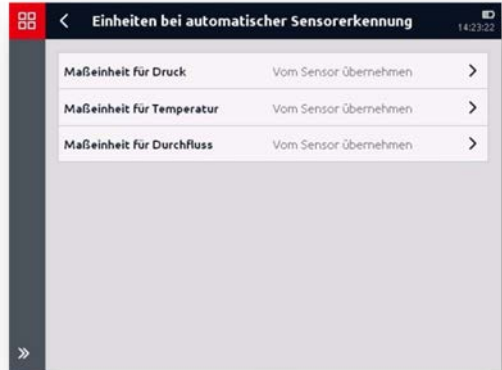 Einheiten bei automatischer Sensorerkennung
14:23:22
Maßeinheit für Druck Vom Sensor übernehmen
Maßeinheit für Temperatur Vom Sensor übernehmen
Maßeinheit für Durchfluss Vom Sensor übernehmen